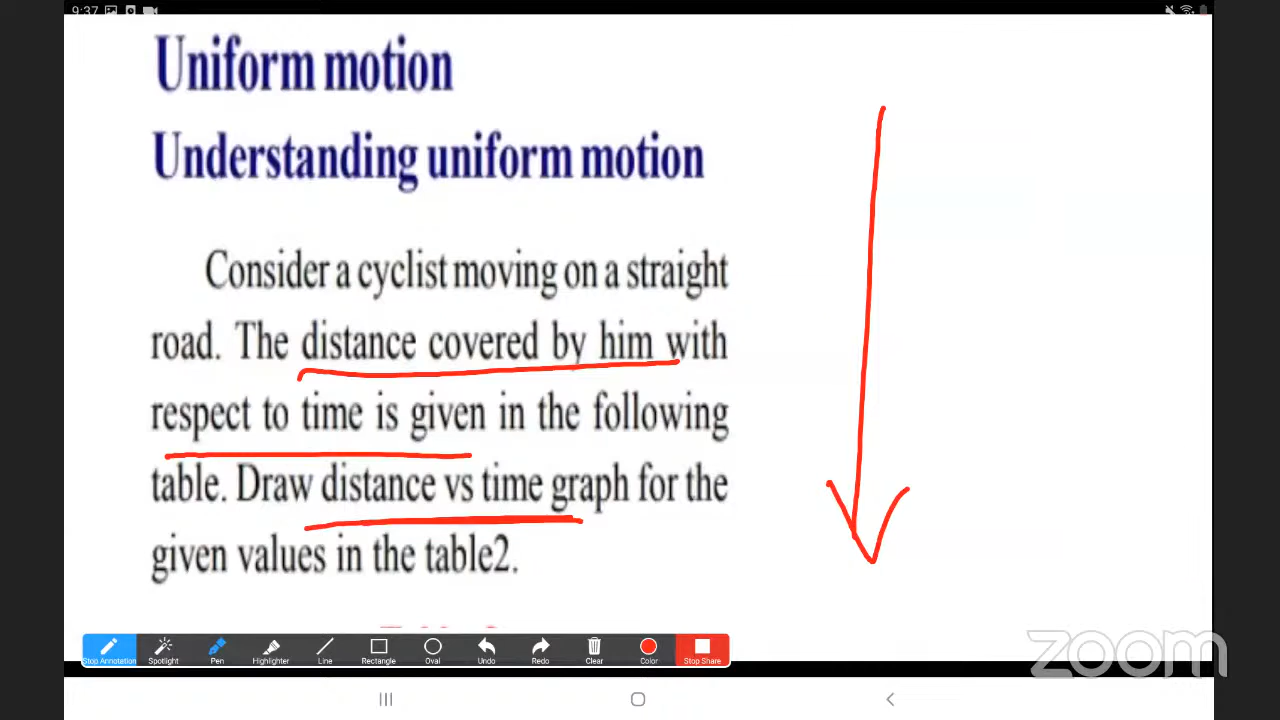 9:37
Uniform motion
Understanding uniform motion
Consider a cyclist moving on a straight
road. The distance covered by him with
respect to time is given in the following
table. Draw distance vs time graph for the
given values in the table2.
Stop Annotation Spotlight Pen Highlighter Line Rectangle Oval Undo Redo Clear Color Stop Share
zoom